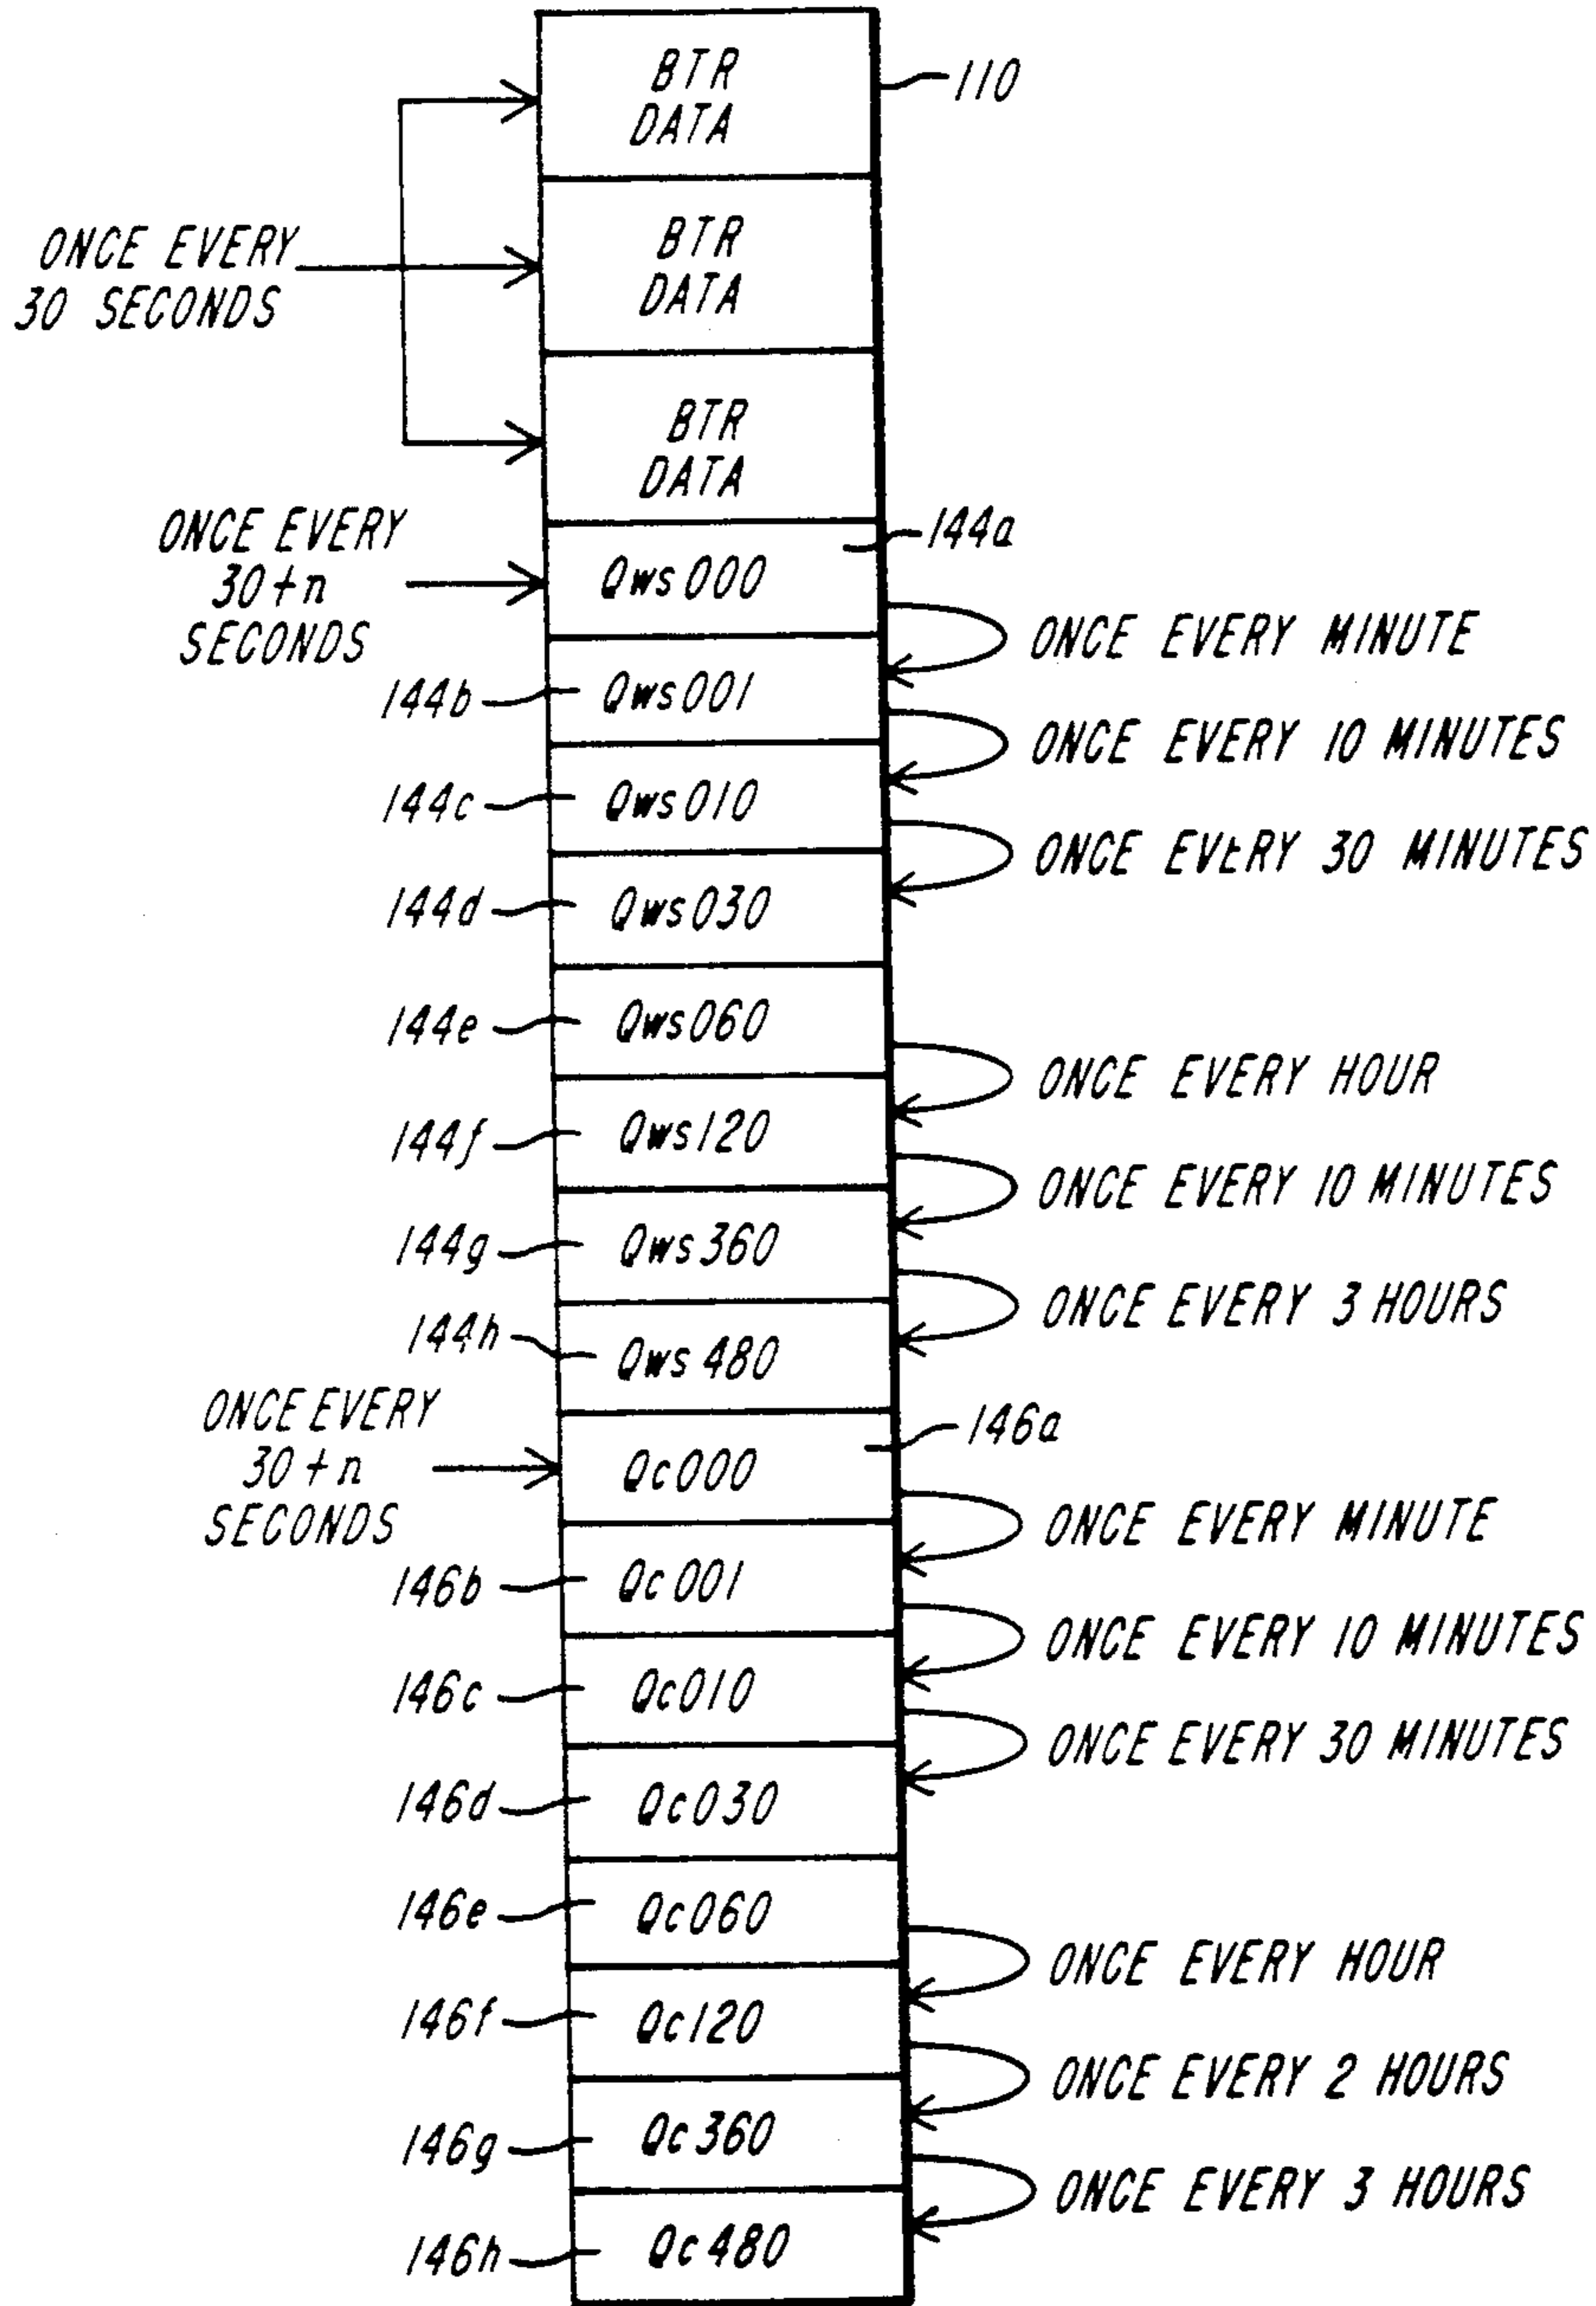 BTR
DATA
110
BTR
DATA
ONCE EVERY
30 SECONDS
BTR
DATA
ONCE EVERY
30+n
SECONDS
Qws000
144a
ONCE EVERY MINUTE
144b
Qws001
ONCE EVERY 10 MINUTES
144c
Qws010
ONCE EVERY 30 MINUTES
144d
Qws030
144e
Qws060
ONCE EVERY HOUR
144f
Qws120
ONCE EVERY 10 MINUTES
144g
Qws360
ONCE EVERY 3 HOURS
144h
Qws480
ONCE EVERY
30+n
SECONDS
Qc000
146a
ONCE EVERY MINUTE
146b
Qc001
ONCE EVERY 10 MINUTES
146c
Qc010
ONCE EVERY 30 MINUTES
146d
Qc030
146e
Qc060
ONCE EVERY HOUR
146f
Qc120
ONCE EVERY 2 HOURS
146g
Qc360
ONCE EVERY 3 HOURS
146h
Qc480